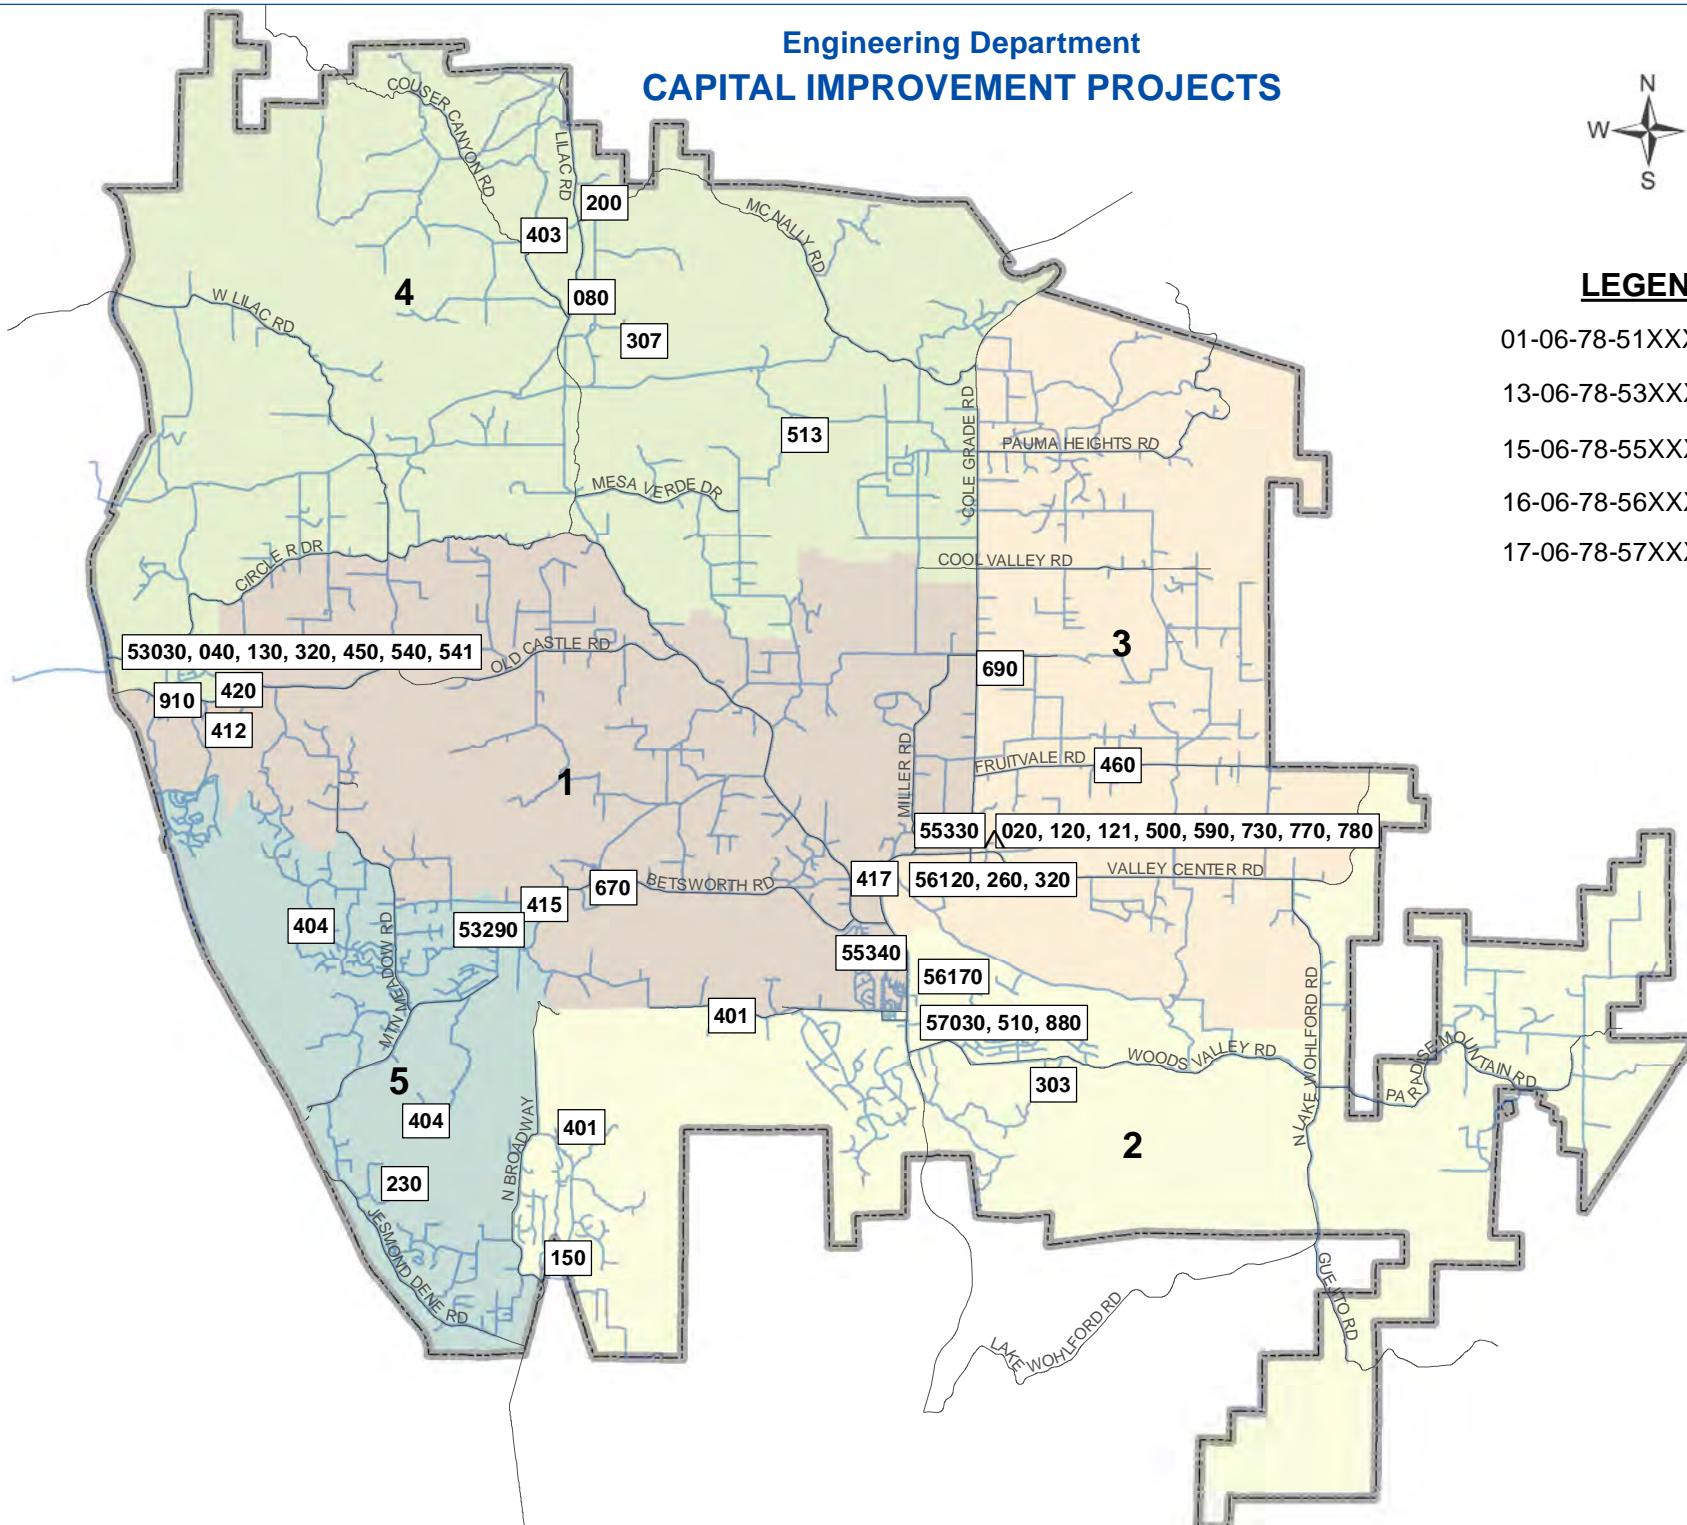 Engineering Department
CAPITAL IMPROVEMENT PROJECTS
N
W
S
LEGEN
01-06-78-51XXX
13-06-78-53XXX
15-06-78-55XXX
16-06-78-56XXX
17-06-78-57XXX
COUSER CANYON RD
LILAC RD
200
403
MC NALLY RD
4
080
W LILAC RD
307
COLE GRADE RD
513
PAUMA HEIGHTS RD
MESA VERDE DR
CIRCLE R DR
COOL VALLEY RD
53030, 040, 130, 320, 450, 540, 541
OLD CASTLE RD
3
690
910
420
412
1
MILLER RD
FRUITVALE RD
460
55330
020, 120, 121, 500, 590, 730, 770, 780
670
BETSWORTH RD
417
56120, 260, 320
VALLEY CENTER RD
415
404
53290
MTN MEADOW RD
55340
56170
401
57030, 510, 880
N LAKE WOHLFORD RD
WOODS VALLEY RD
PARADISE MOUNTAIN RD
5
303
404
401
N BROADWAY
2
230
JESMOND DENE RD
150
GUEJITO RD
LAKE WOHLFORD RD